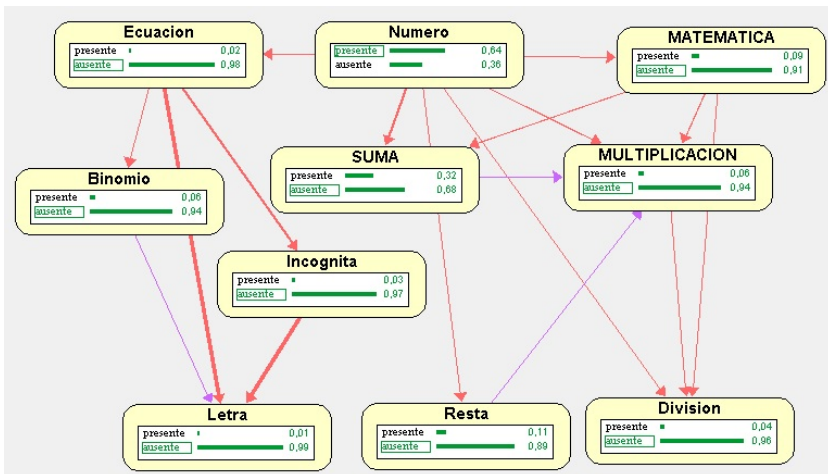 Ecuacion
presente 0,02
ausente 0,98
Numero
presente 0,64
ausente 0,36
MATEMATICA
presente 0,09
ausente 0,91
SUMA
presente 0,32
ausente 0,68
MULTIPLICACION
presente 0,06
ausente 0,94
Binomio
presente 0,06
ausente 0,94
Incognita
presente 0,03
ausente 0,97
Letra
presente 0,01
ausente 0,99
Resta
presente 0,11
ausente 0,89
Division
presente 0,04
ausente 0,96